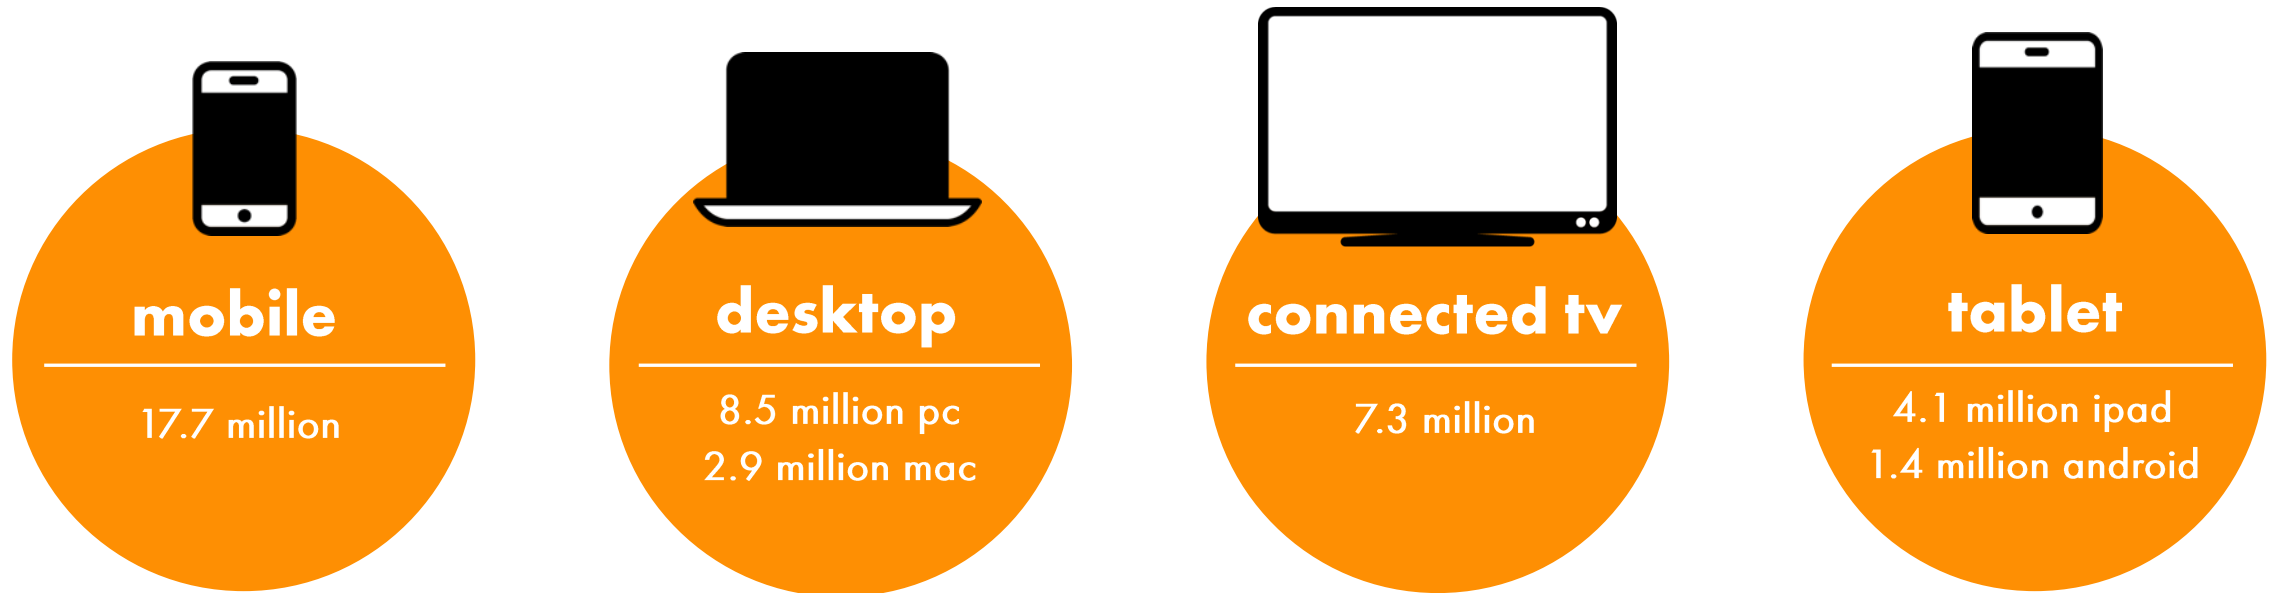 mobile
17.7 million
desktop
8.5 million pc
2.9 million mac
connected tv
7.3 million
tablet
4.1 million ipad
1.4 million android